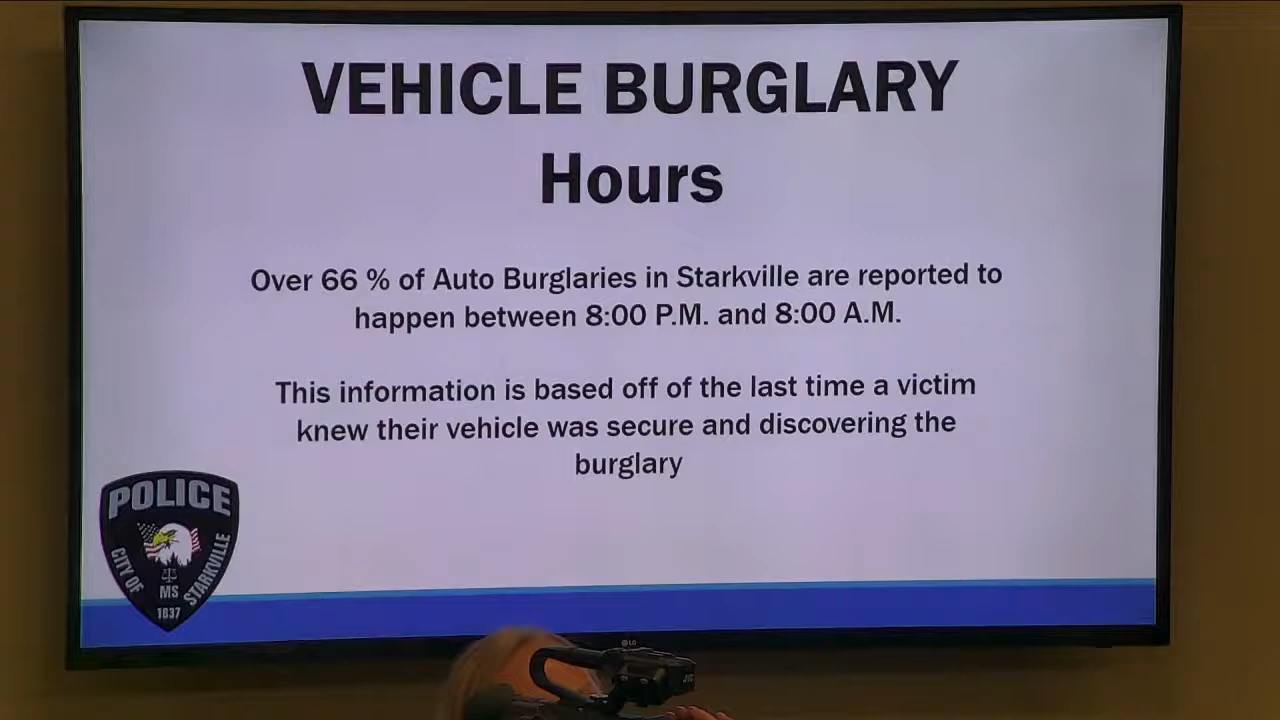 VEHICLE BURGLARY
Hours
Over 66 % of Auto Burglaries in Starkville are reported to
happen between 8:00 P.M. and 8:00 A.M.
This information is based off of the last time a victim
knew their vehicle was secure and discovering the
burglary
POLICE
CITY OF
STARKVILLE
MS
1837
LG
JVC